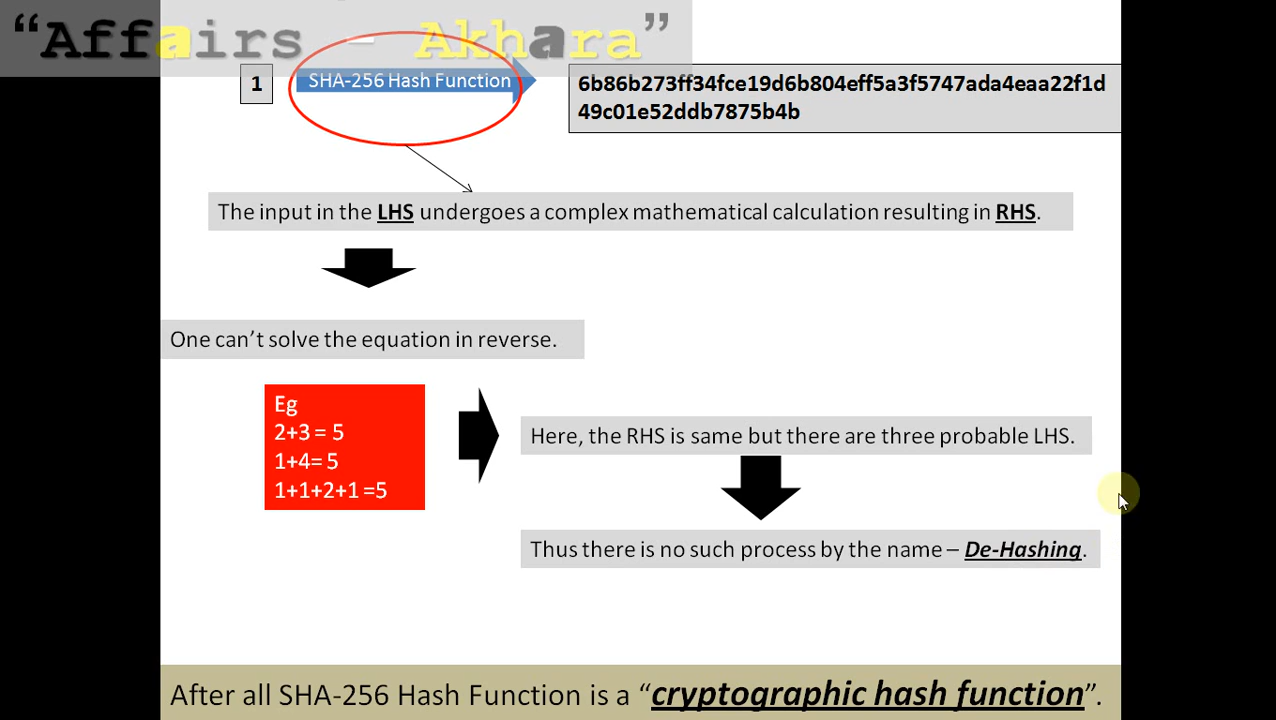 “Affairs – Akhara”
1
SHA-256 Hash Function
6b86b273ff34fce19d6b804eff5a3f5747ada4eaa22f1d
49c01e52ddb7875b4b
The input in the LHS undergoes a complex mathematical calculation resulting in RHS.
One can’t solve the equation in reverse.
Eg
2+3 = 5
1+4= 5
1+1+2+1 =5
Here, the RHS is same but there are three probable LHS.
Thus there is no such process by the name – De-Hashing.
After all SHA-256 Hash Function is a “cryptographic hash function”.